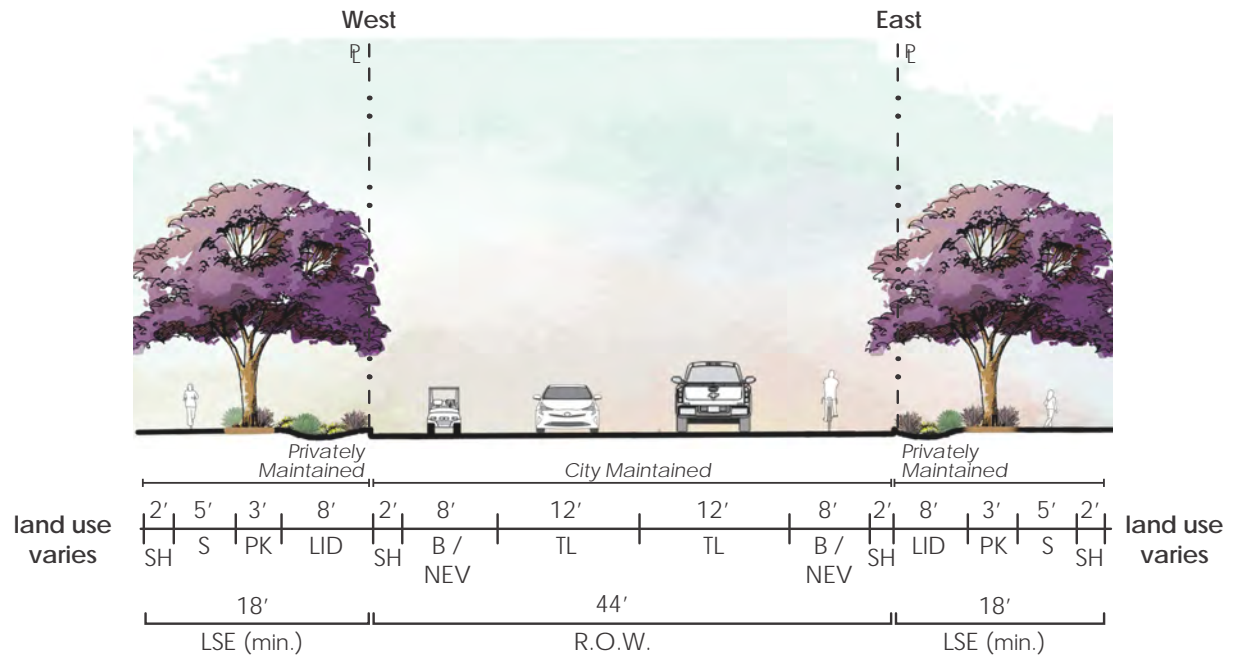 West East
℄ ℄
Privately Maintained City Maintained Privately Maintained
2’ 5’ 3’ 8’ 2’ 8’ 12’ 12’ 8’ 2’ 8’ 3’ 5’ 2’
land use varies SH S PK LID SH B / NEV TL TL B / NEV SH LID PK S SH land use varies
18’ 44’ 18’
LSE (min.) R.O.W. LSE (min.)